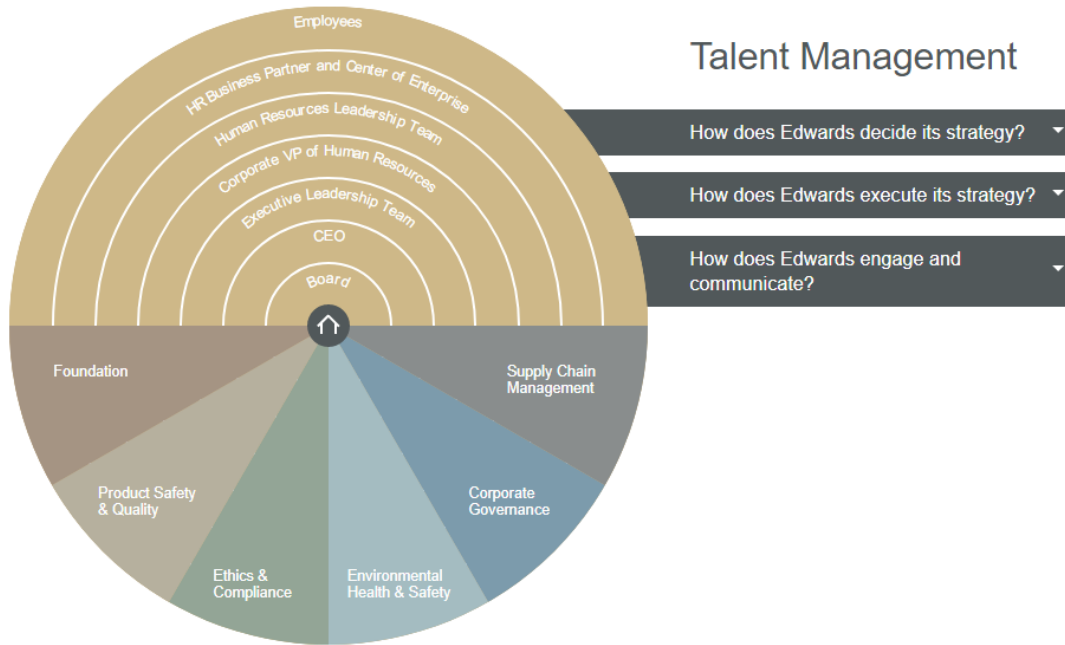 Employees
HR Business Partner and Center of Enterprise
Human Resources Leadership Team
Corporate VP of Human Resources
Executive Leadership Team
CEO
Board
Foundation
Product Safety
& Quality
Ethics &
Compliance
Environmental
Health & Safety
Corporate
Governance
Supply Chain
Management
Talent Management
How does Edwards decide its strategy?
How does Edwards execute its strategy?
How does Edwards engage and
communicate?